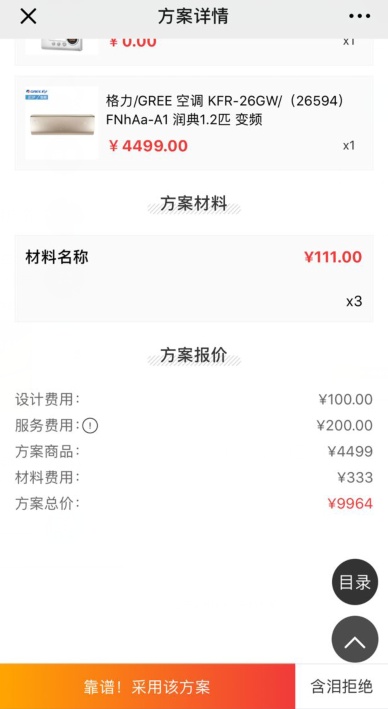 方案详情
¥ 0.00
x1
格力/GREE 空调 KFR-26GW/（26594）
FNhAa-A1 润典1.2匹 变频
¥ 4499.00
x1
方案材料
材料名称
¥111.00
x3
方案报价
设计费用： ¥100.00
服务费用： ¥200.00
方案商品： ¥4499
材料费用： ¥333
方案总价： ¥9964
目录
靠谱！采用该方案
含泪拒绝